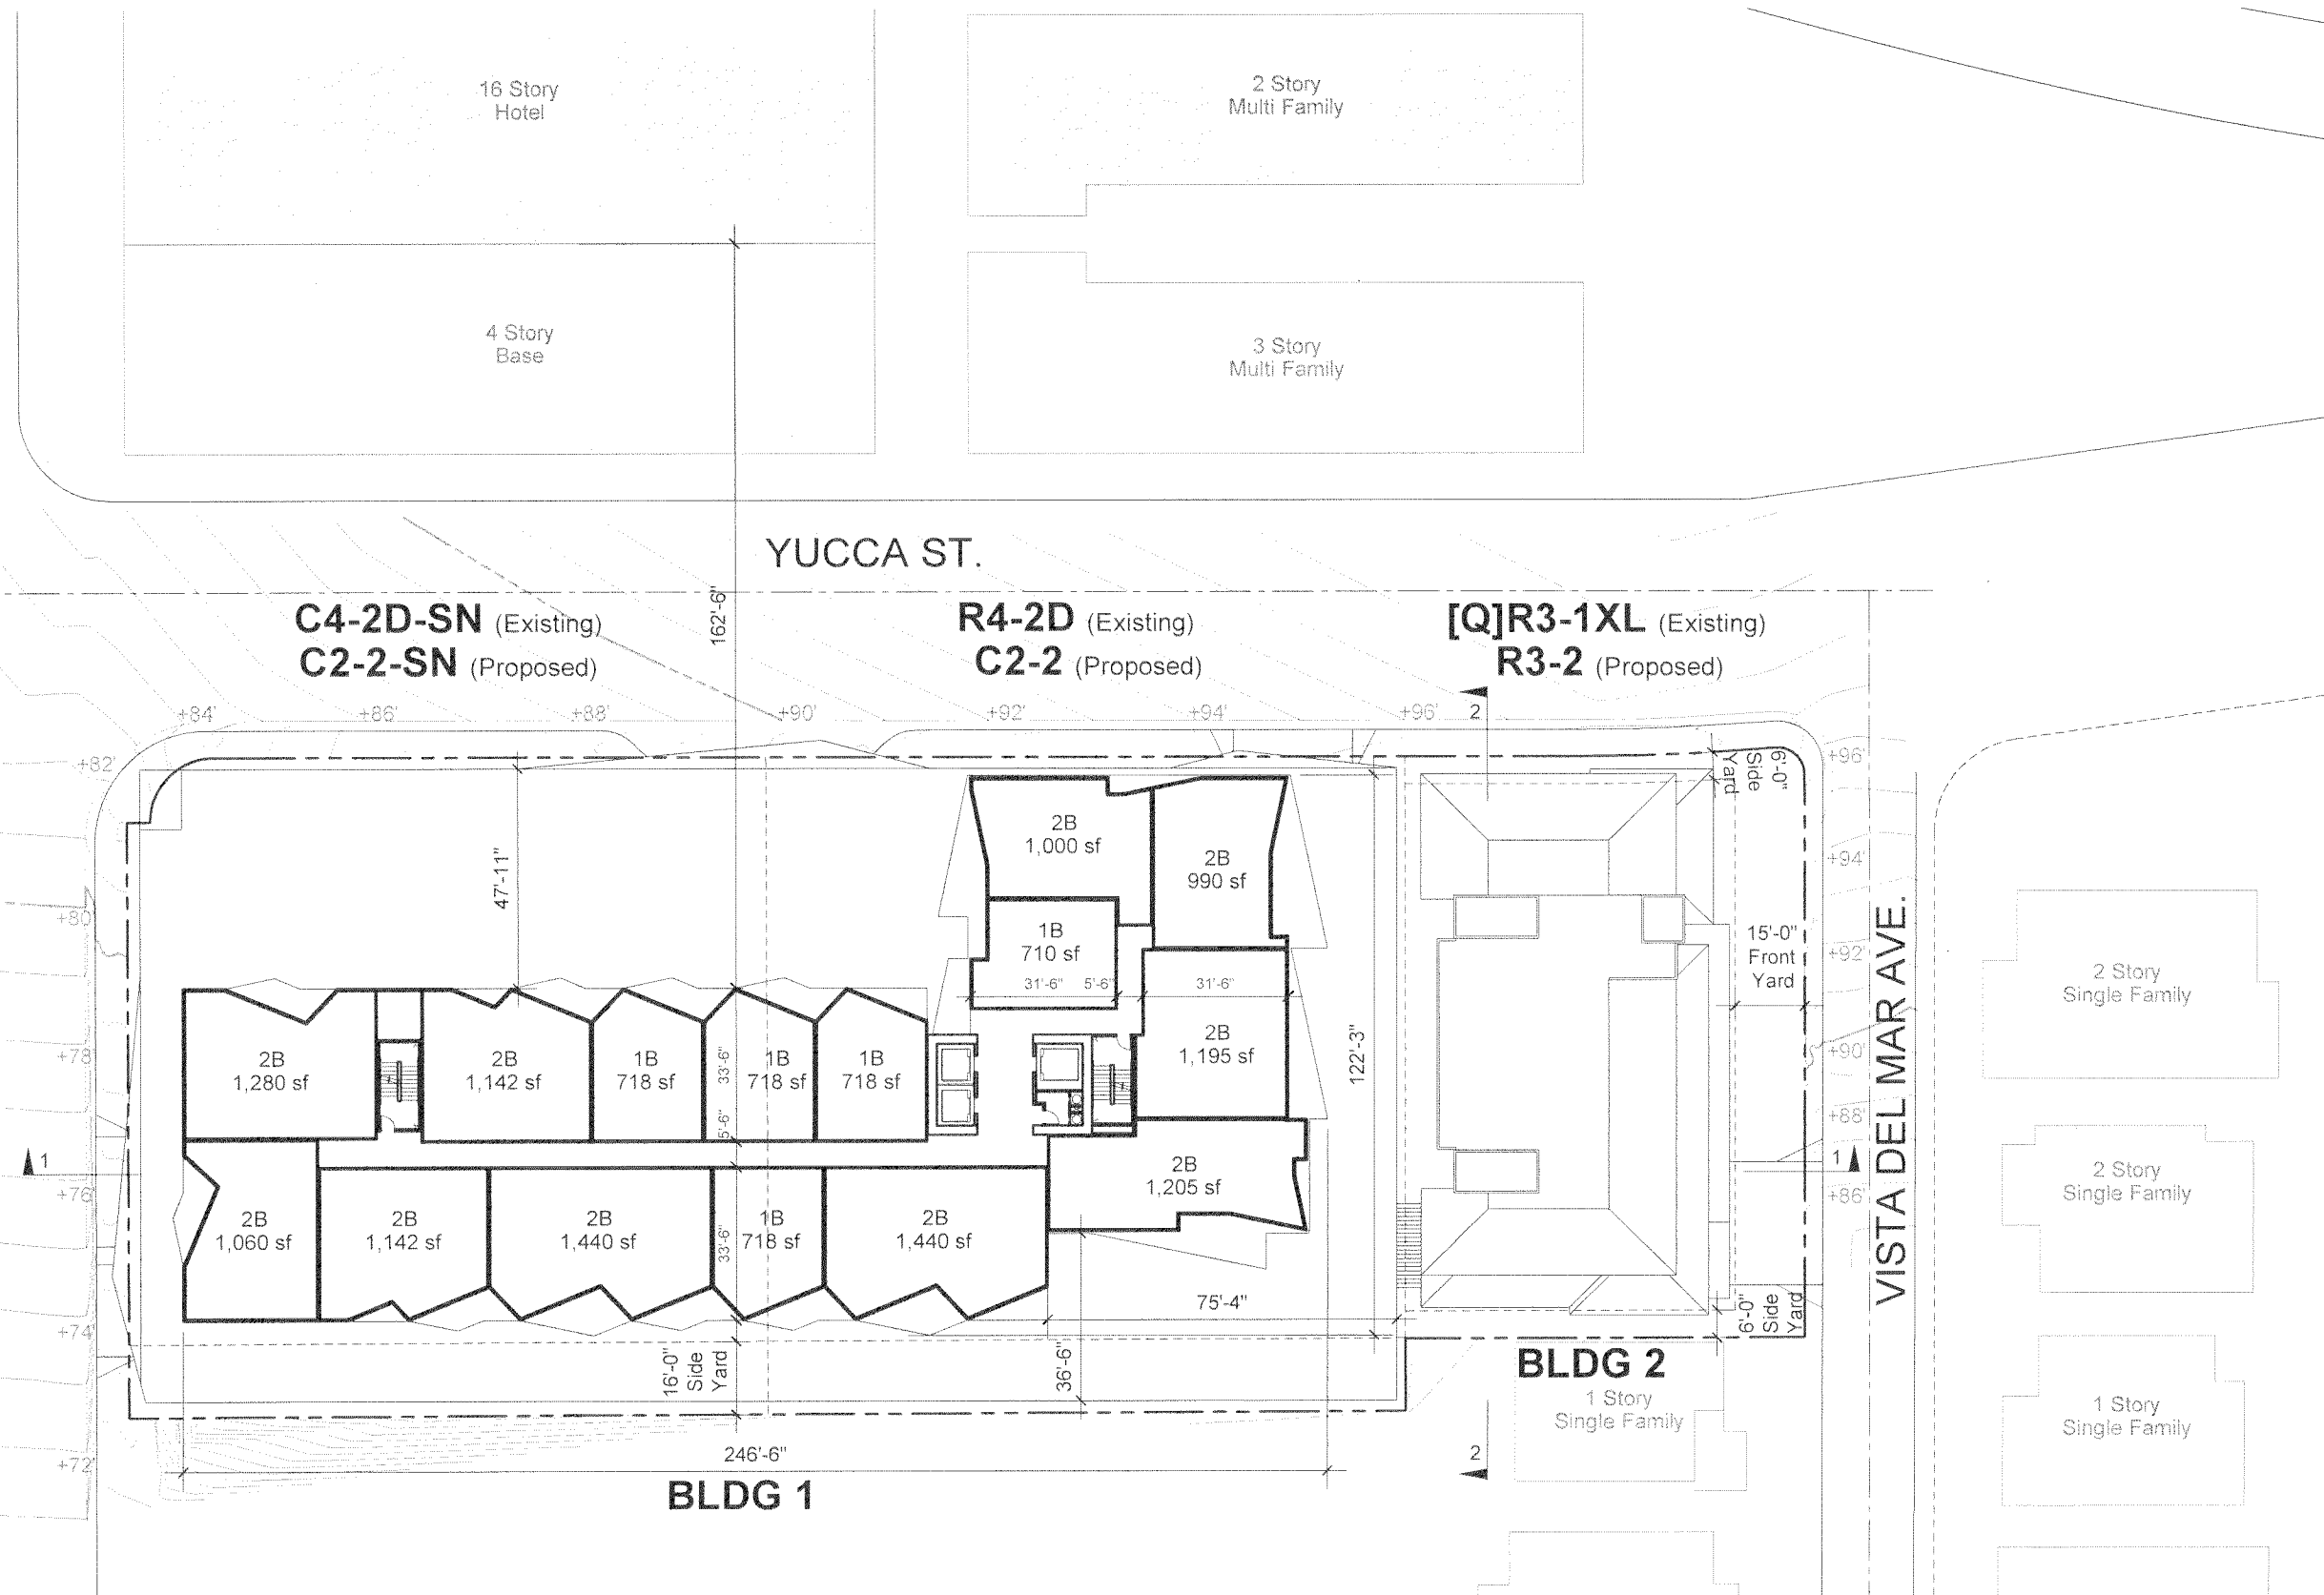 16 Story
Hotel
2 Story
Multi Family
4 Story
Base
3 Story
Multi Family
YUCCA ST.
162'-6"
C4-2D-SN (Existing)
C2-2-SN (Proposed)
R4-2D (Existing)
C2-2 (Proposed)
[Q]R3-1XL (Existing)
R3-2 (Proposed)
+84'
+86'
+88'
+90'
+92'
+94'
+96'
2
+82'
+80'
+78'
+76'
+74'
+72'
+96'
+94'
+92'
+90'
+88'
+86'
6'-0"
Side
Yard
47'-11"
2B
1,000 sf
2B
990 sf
1B
710 sf
31'-6"
5'-6"
31'-6"
15'-0"
Front
Yard
VISTA DEL MAR AVE.
2 Story
Single Family
2B
1,280 sf
2B
1,142 sf
1B
718 sf
33'-6"
1B
718 sf
1B
718 sf
2B
1,195 sf
122'-3"
5'-6"
1
1
2B
1,060 sf
2B
1,142 sf
2B
1,440 sf
33'-6"
1B
718 sf
2B
1,440 sf
2B
1,205 sf
2 Story
Single Family
75'-4"
6'-0"
Side
Yard
16'-0"
Side
Yard
36'-6"
BLDG 2
1 Story
Single Family
1 Story
Single Family
246'-6"
2
BLDG 1